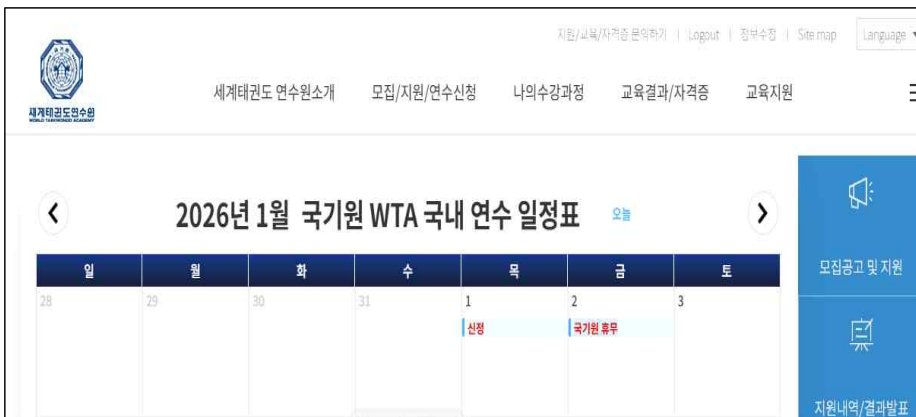 지원/교육/자격증 문의하기 | Logout | 정보수정 | Site map Language
세계태권도연수원
WORLD TAEKWONDO ACADEMY
세계태권도 연수원소개 모집/지원/연수신청 나의수강과정 교육결과/자격증 교육지원
2026년 1월 국기원 WTA 국내 연수 일정표 오늘
일 월 화 수 목 금 토
28 29 30 31 1 2 3
신정 국기원 휴무
모집공고 및 지원
지원내역/결과발표